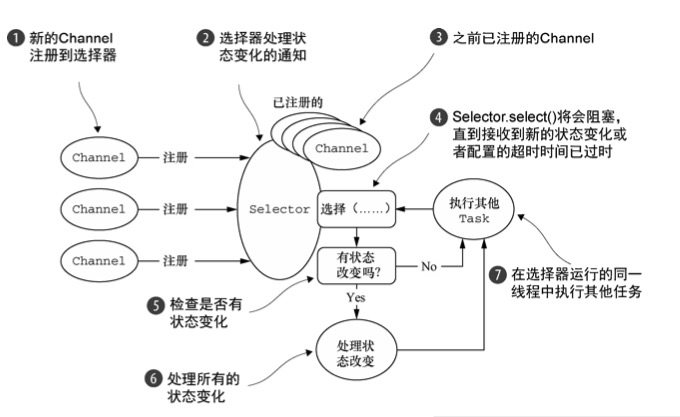 ❶ 新的Channel
注册到选择器
❷ 选择器处理状
态变化的通知
❸ 之前已注册的Channel
已注册的
Channel
❹ Selector.select()将会阻塞，
直到接收到新的状态变化或
者配置的超时时间已过时
Channel
注册
Channel
注册
Channel
注册
Selector
选择（……）
执行其他
Task
有状态
改变吗？
No
Yes
❼ 在选择器运行的同一
线程中执行其他任务
❺ 检查是否有
状态变化
处理状
态改变
❻ 处理所有的
状态变化